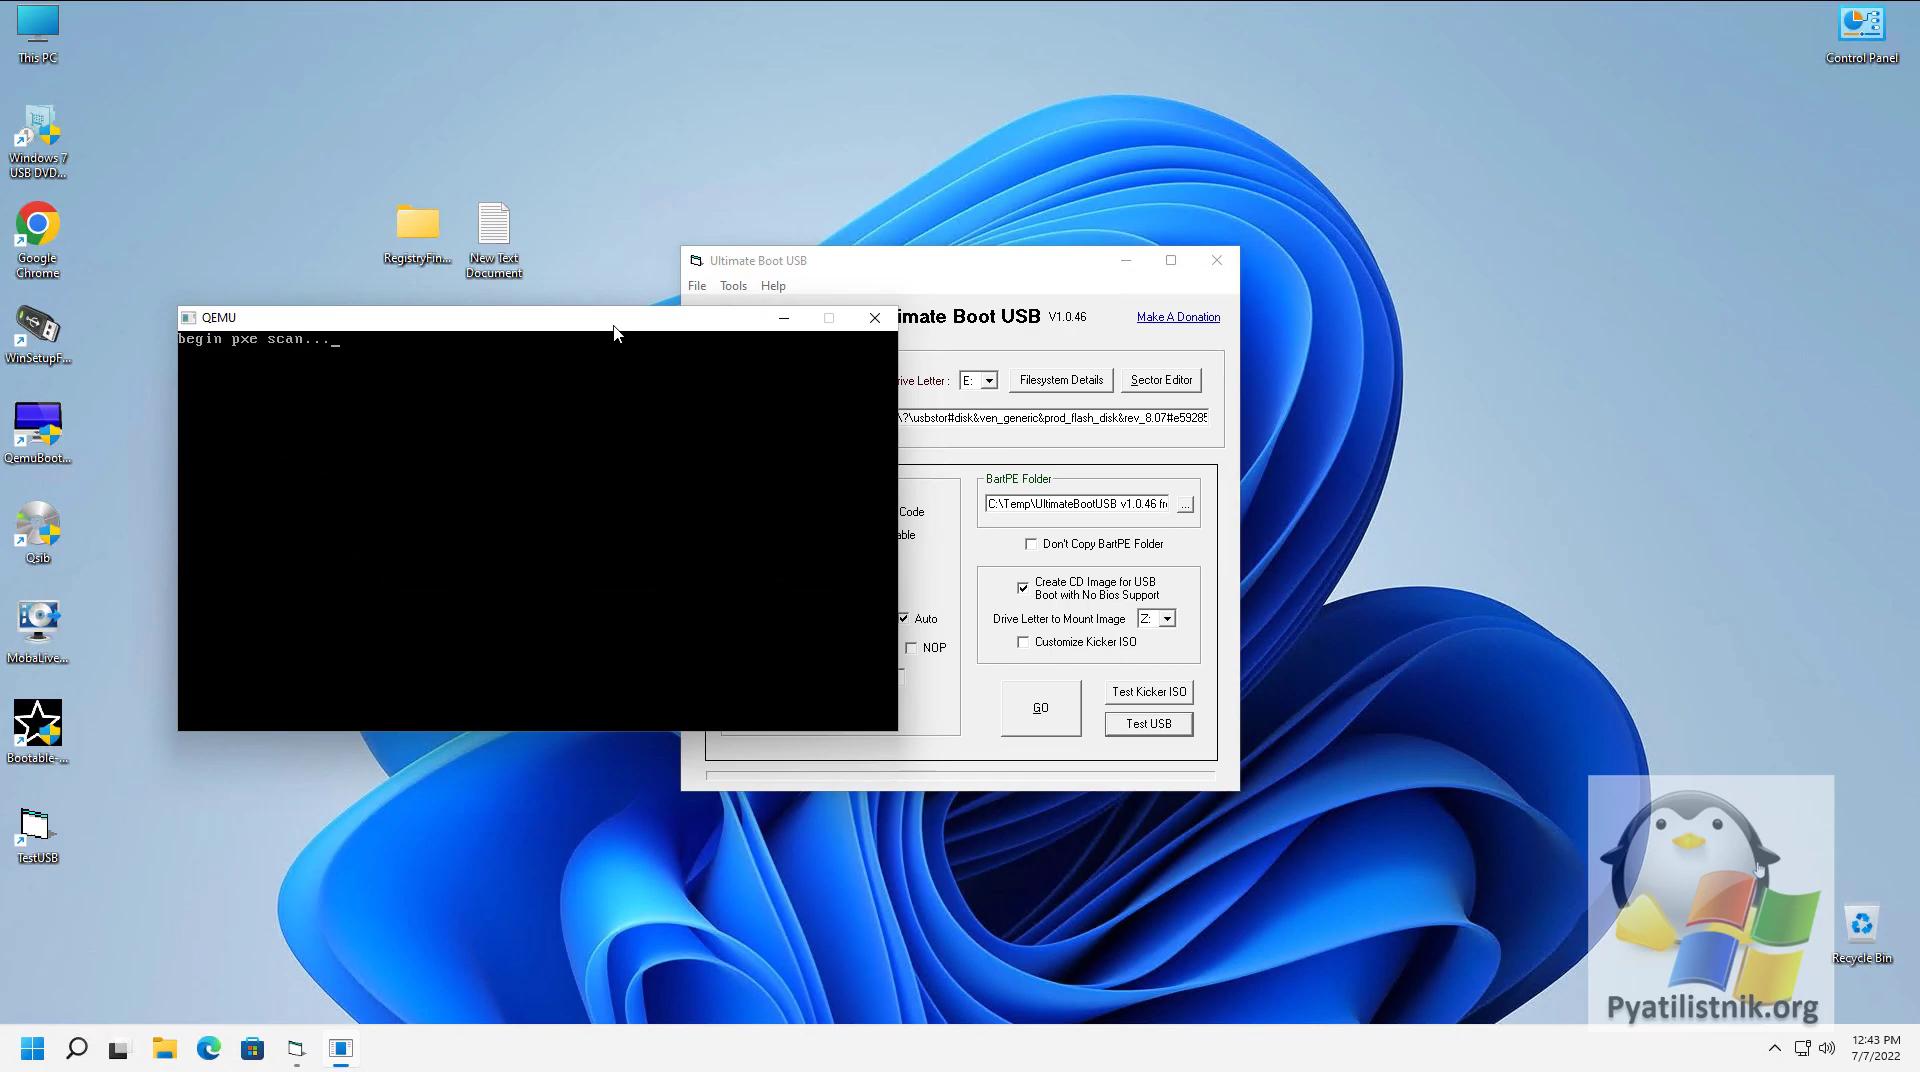 This PC
Control Panel
Windows 7
USB DVD...
Google
Chrome
RegistryFin...
New Text
Document
WinSetupF...
QemuBoot...
Qsib
MobaLive...
Bootable-...
TestUSB
Recycle Bin
Ultimate Boot USB
File Tools Help
imate Boot USB V1.0.46 Make A Donation
rive Letter : E: Filesystem Details Sector Editor
\?\usbstor#disk&ven_generic&prod_flash_disk&rev_8.07#e59285
BartPE Folder
C:\Temp\UltimateBootUSB v1.0.46 fr ...
Code
able
Don't Copy BartPE Folder
Create CD Image for USB
Boot with No Bios Support
Auto
Drive Letter to Mount Image Z:
Customize Kicker ISO
NOP
GO
Test Kicker ISO
Test USB
QEMU
begin pxe scan..._
Pyatilistnik.org
12:43 PM
7/7/2022